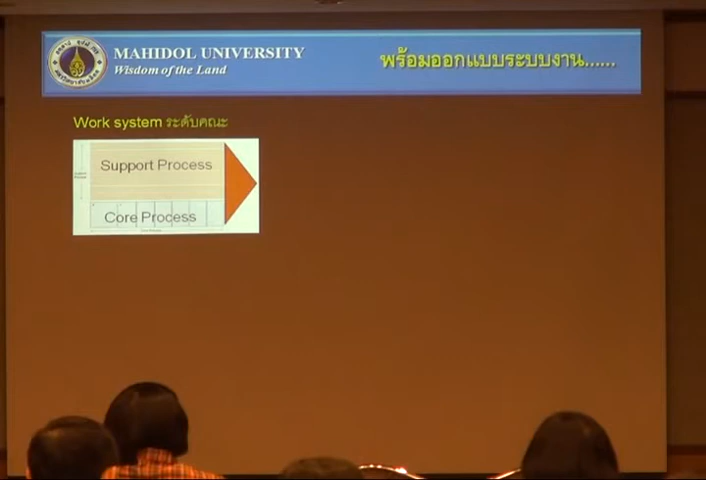 MAHIDOL UNIVERSITY
Wisdom of the Land
พร้อมออกแบบระบบงาน......
Work system ระดับคณะ
Support Process
Core Process